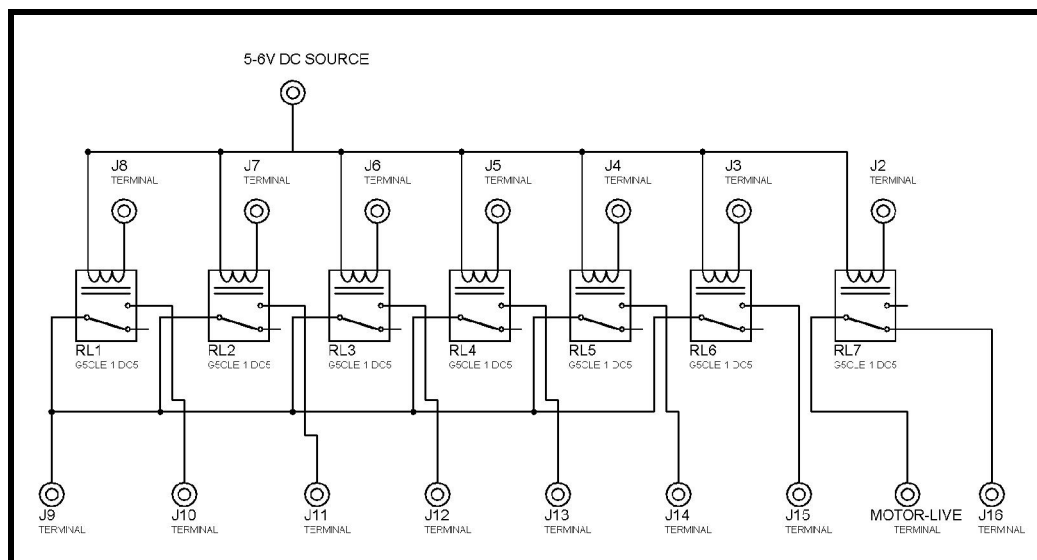 5-6V DC SOURCE
J8
TERMINAL
J7
TERMINAL
J6
TERMINAL
J5
TERMINAL
J4
TERMINAL
J3
TERMINAL
J2
TERMINAL
RL1
G5CLE 1 DC5
RL2
G5CLE 1 DC5
RL3
G5CLE 1 DC5
RL4
G5CLE 1 DC5
RL5
G5CLE 1 DC5
RL6
G5CLE 1 DC5
RL7
G5CLE 1 DC5
J9
TERMINAL
J10
TERMINAL
J11
TERMINAL
J12
TERMINAL
J13
TERMINAL
J14
TERMINAL
J15
TERMINAL
MOTOR-LIVE
TERMINAL
J16
TERMINAL